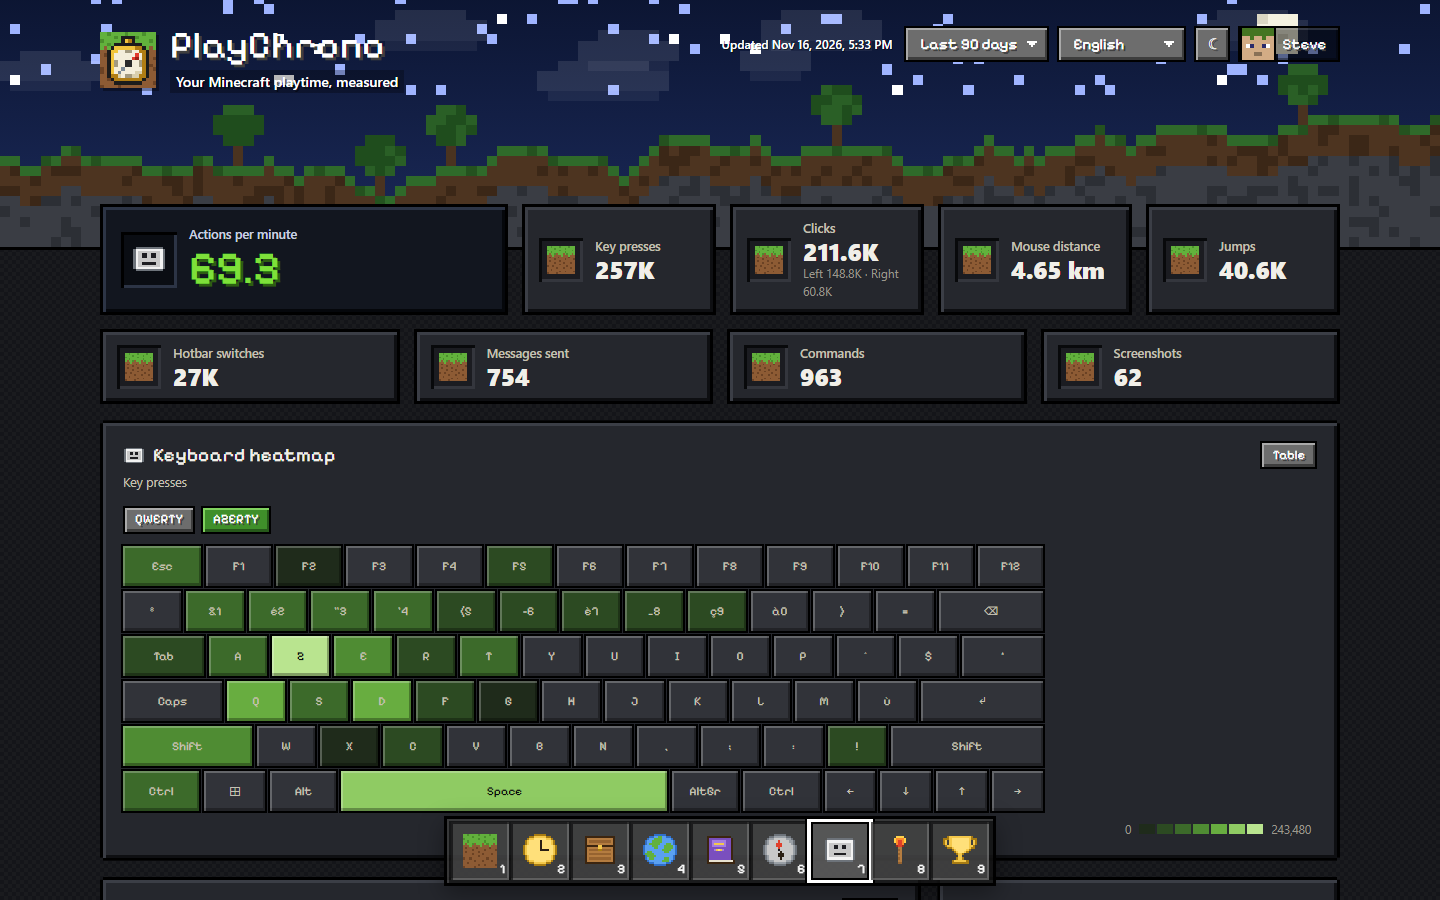 PlayChrono
Your Minecraft playtime, measured
Updated Nov 16, 2026, 5:33 PM
Last 90 days
English
Steve
Actions per minute
69.3
Key presses
257K
Clicks
211.6K
Left 148.8K · Right
60.8K
Mouse distance
4.65 km
Jumps
40.6K
Hotbar switches
27K
Messages sent
754
Commands
963
Screenshots
62
Keyboard heatmap
Table
Key presses
QWERTY AZERTY
Esc F1 F2 F3 F4 F5 F6 F7 F8 F9 F10 F11 F12
² &1 é2 "3 '4 (5 -6 è7 _8 ç9 à0 ) = ⌫
Tab A Z E R T Y U I O P ^ $ *
Caps Q S D F G H J K L M ù ↵
Shift W X C V B N , ; : ! Shift
Ctrl ⊞ Alt Space AltGr Ctrl ← ↓ ↑ →
0 243,480
1 2 3 4 5 6 7 8 9